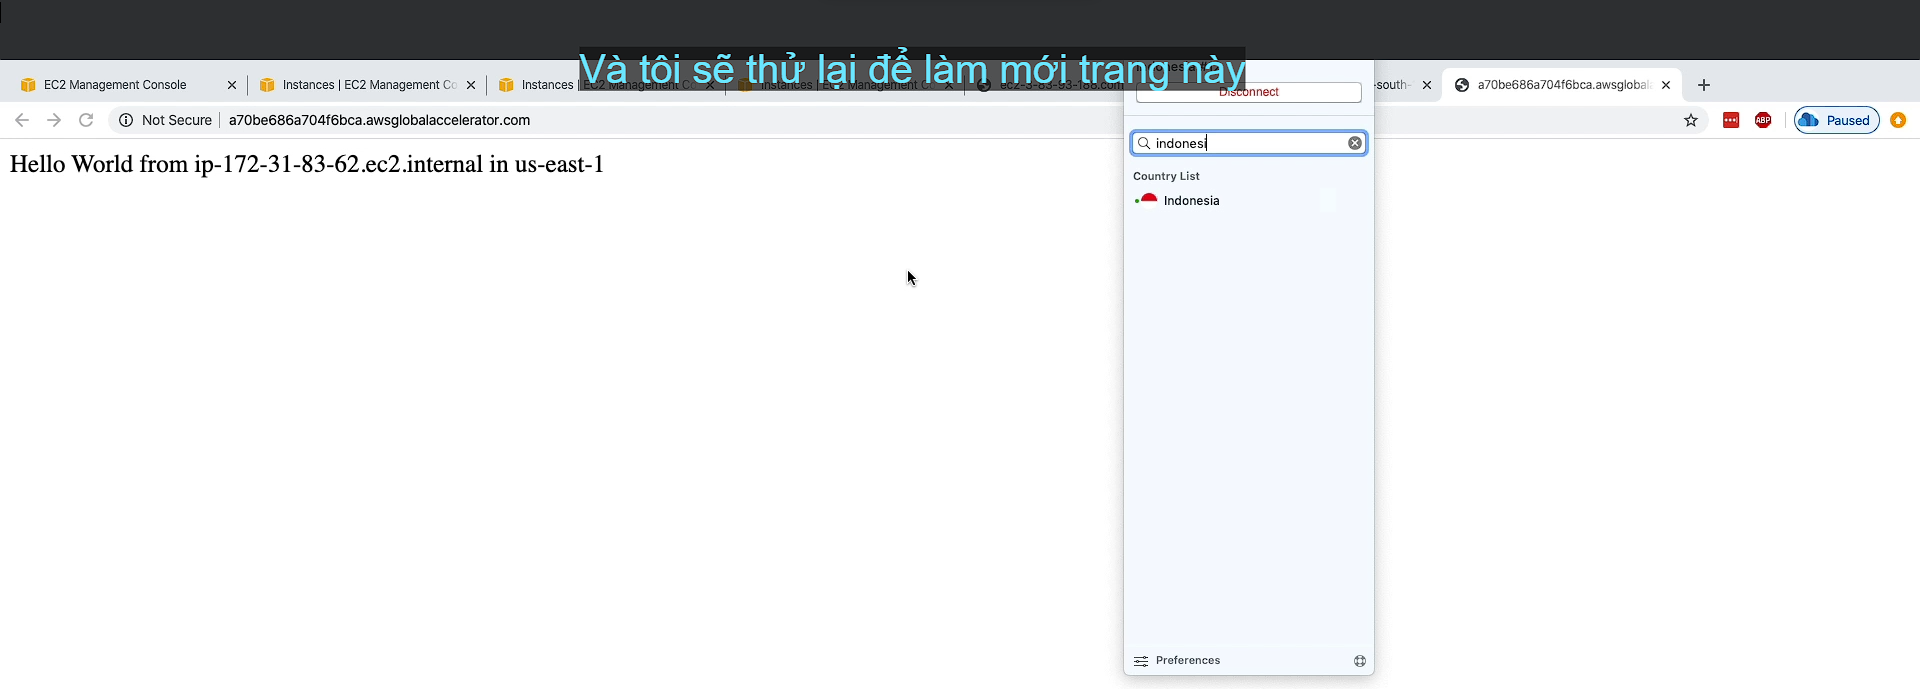 Và tôi sẽ thử lại để làm mới trang này
EC2 Management Console
Instances | EC2 Management Co
Instances | EC2 Management Co
Instances | EC2 Management Co
ec2-3-83-93-188.com
-south-
a70be686a704f6bca.awsglobala
Disconnect
Not Secure
a70be686a704f6bca.awsglobalaccelerator.com
ABP
Paused
Hello World from ip-172-31-83-62.ec2.internal in us-east-1
indonesi
Country List
Indonesia
Preferences